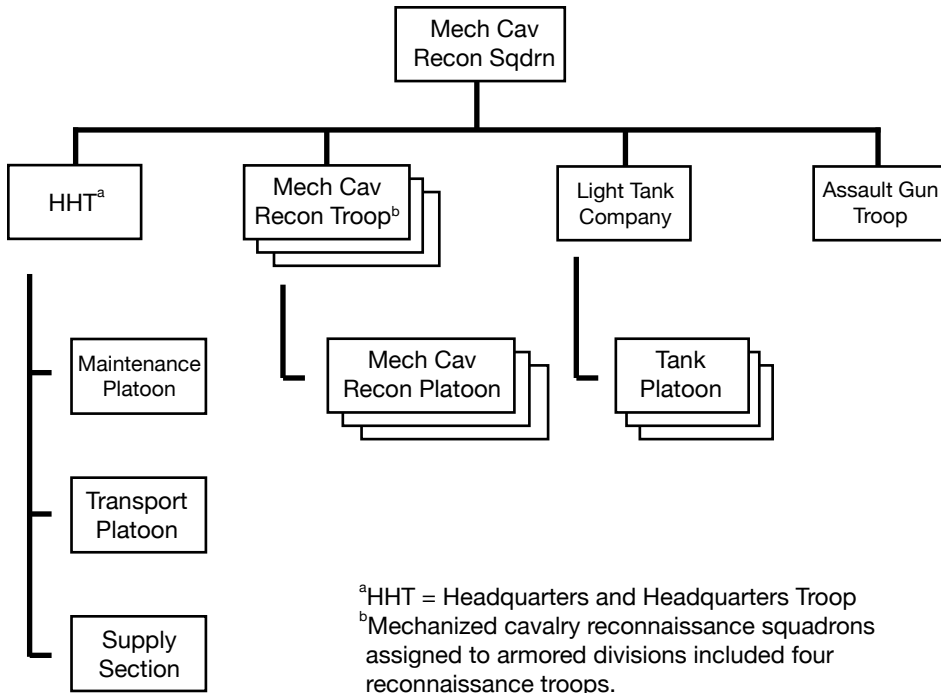 Mech Cav
Recon Sqdrn
HHTa
Mech Cav
Recon Troopb
Light Tank
Company
Assault Gun
Troop
Maintenance
Platoon
Mech Cav
Recon Platoon
Tank
Platoon
Transport
Platoon
Supply
Section
aHHT = Headquarters and Headquarters Troop
bMechanized cavalry reconnaissance squadrons
assigned to armored divisions included four
reconnaissance troops.